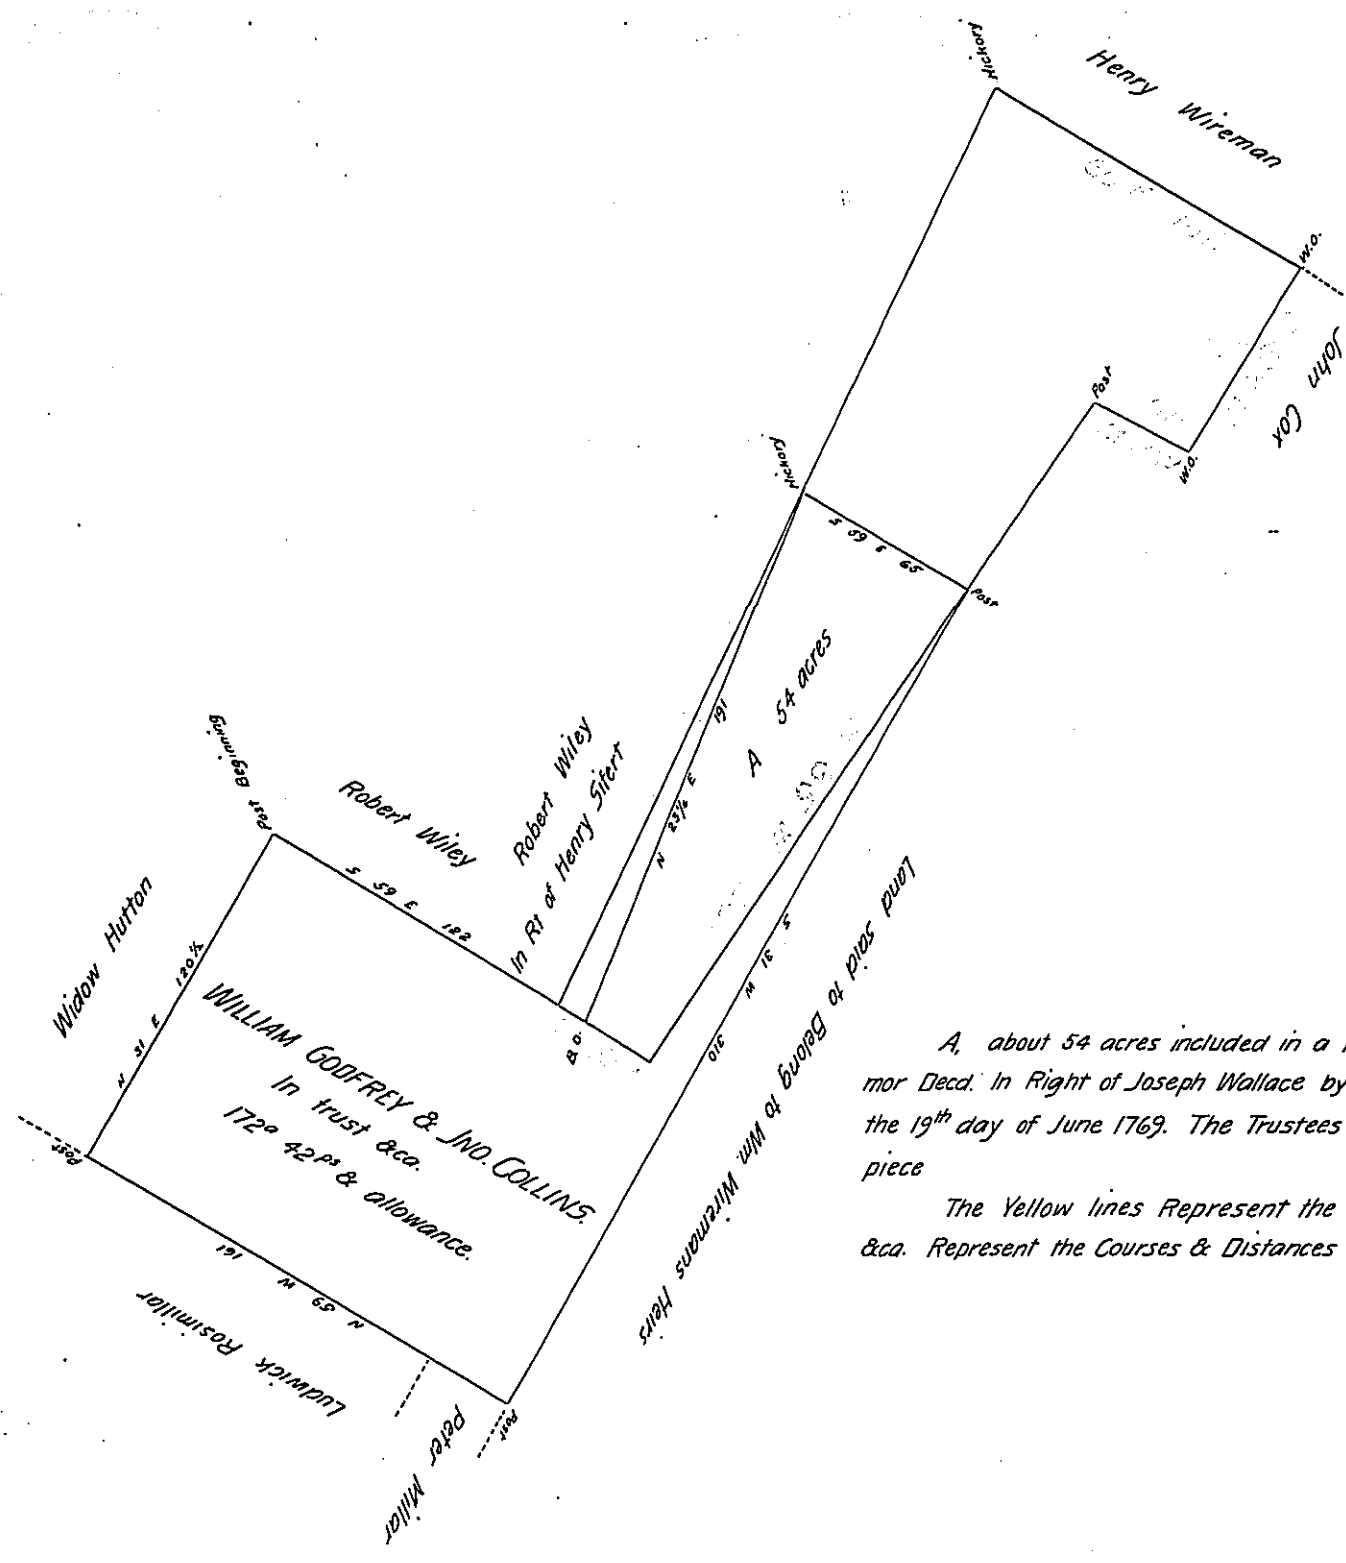 Hickory
Henry Wireman
W.O.
John Cox
Post
W.O.
Hickory
S 59 E 65
Post
A 54 acres
N 23½ E 191
Robert Wiley
In Rt of Henry Sifert
Robert Wiley
Post Beginning
S 59 E 122
B.O.
Widow Hutton
N 31 E 120½
WILLIAM GODFREY & JNO. COLLINS.
In trust &ca.
172a 42ps & allowance.
S 31 W 310
Land said to Belong to Wm. Wiremans Heirs
Post
N 59 W 161
Ludwick Rosimillar
Peter Millar
Post
A, about 54 acres included in a
mor Decd. In Right of Joseph Wallace by
the 19th day of June 1769. The Trustees
piece
The Yellow lines Represent the
&ca. Represent the Courses & Distances